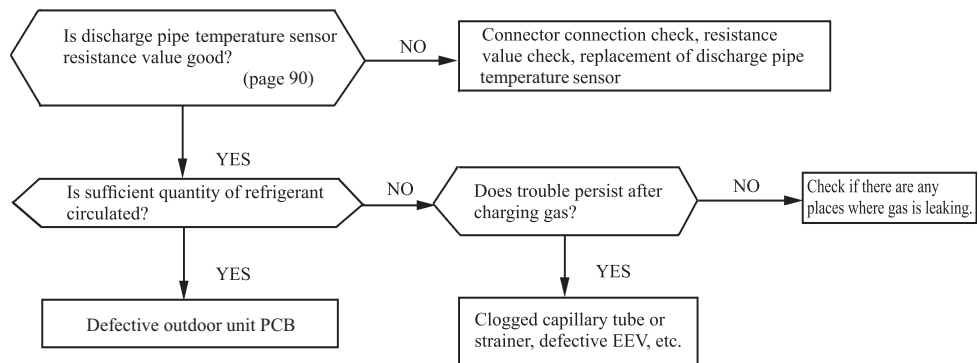 Is discharge pipe temperature sensor
resistance value good?
(page 90)
NO
Connector connection check, resistance
value check, replacement of discharge pipe
temperature sensor
YES
Is sufficient quantity of refrigerant
circulated?
NO
Does trouble persist after
charging gas?
NO
Check if there are any
places where gas is leaking.
YES
YES
Defective outdoor unit PCB
Clogged capillary tube or
strainer, defective EEV, etc.